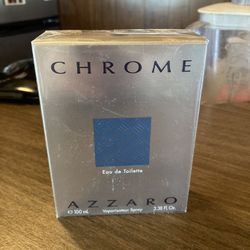 CHROME
Eau de Toilette
AZZARO
℮ 100 mL Vaporisateur Spray 3.38 Fl. Oz.